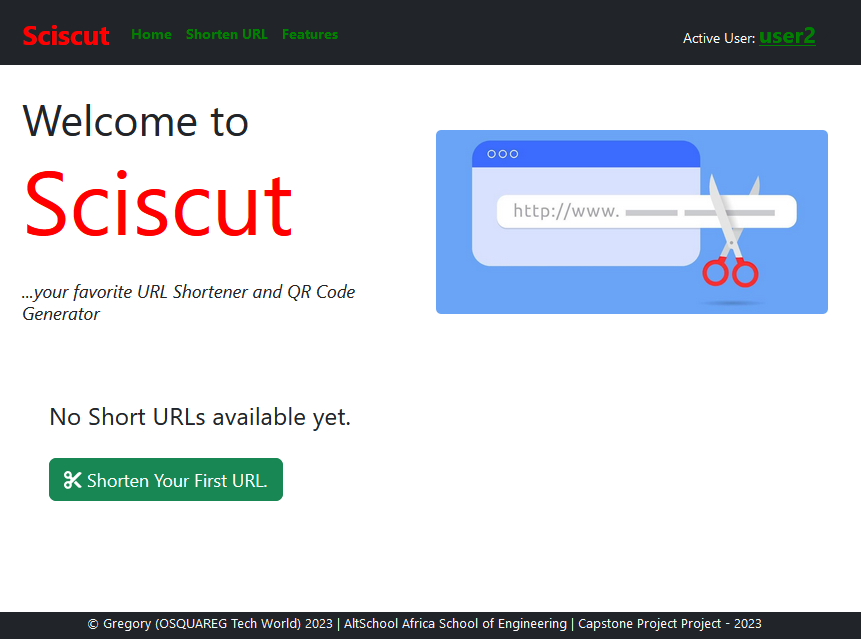 Sciscut Home Shorten URL Features Active User: user2
Welcome to
Sciscut
...your favorite URL Shortener and QR Code
Generator
http://www.
No Short URLs available yet.
Shorten Your First URL.
© Gregory (OSQUAREG Tech World) 2023 | AltSchool Africa School of Engineering | Capstone Project Project - 2023